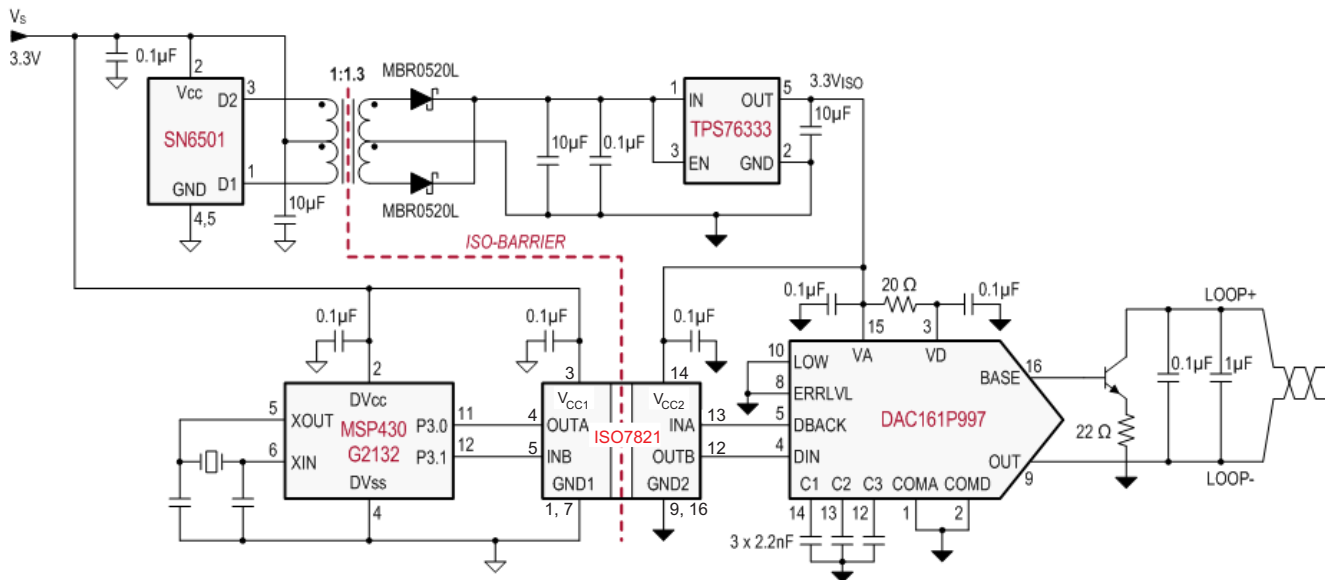 VS
3.3V
0.1µF
2
Vcc
D2
3
SN6501
D1
1
GND
4,5
10µF
1:1.3
MBR0520L
MBR0520L
10µF
0.1µF
1
IN
OUT
5
3.3VISO
TPS76333
10µF
3
EN
GND
2
ISO-BARRIER
0.1µF
2
DVcc
5
XOUT
MSP430
G2132
P3.0
11
6
XIN
P3.1
12
DVss
4
0.1µF
3
VCC1
4
OUTA
5
INB
GND1
1, 7
ISO7821
0.1µF
14
VCC2
INA
13
OUTB
12
GND2
9, 16
0.1µF
20 Ω
0.1µF
15
3
VA
VD
10
LOW
8
ERRLVL
5
DBACK
4
DIN
DAC161P997
BASE
16
OUT
9
C1
C2
C3
COMA
COMD
14
13
12
1
2
3 x 2.2nF
22 Ω
0.1µF
1µF
LOOP+
LOOP-